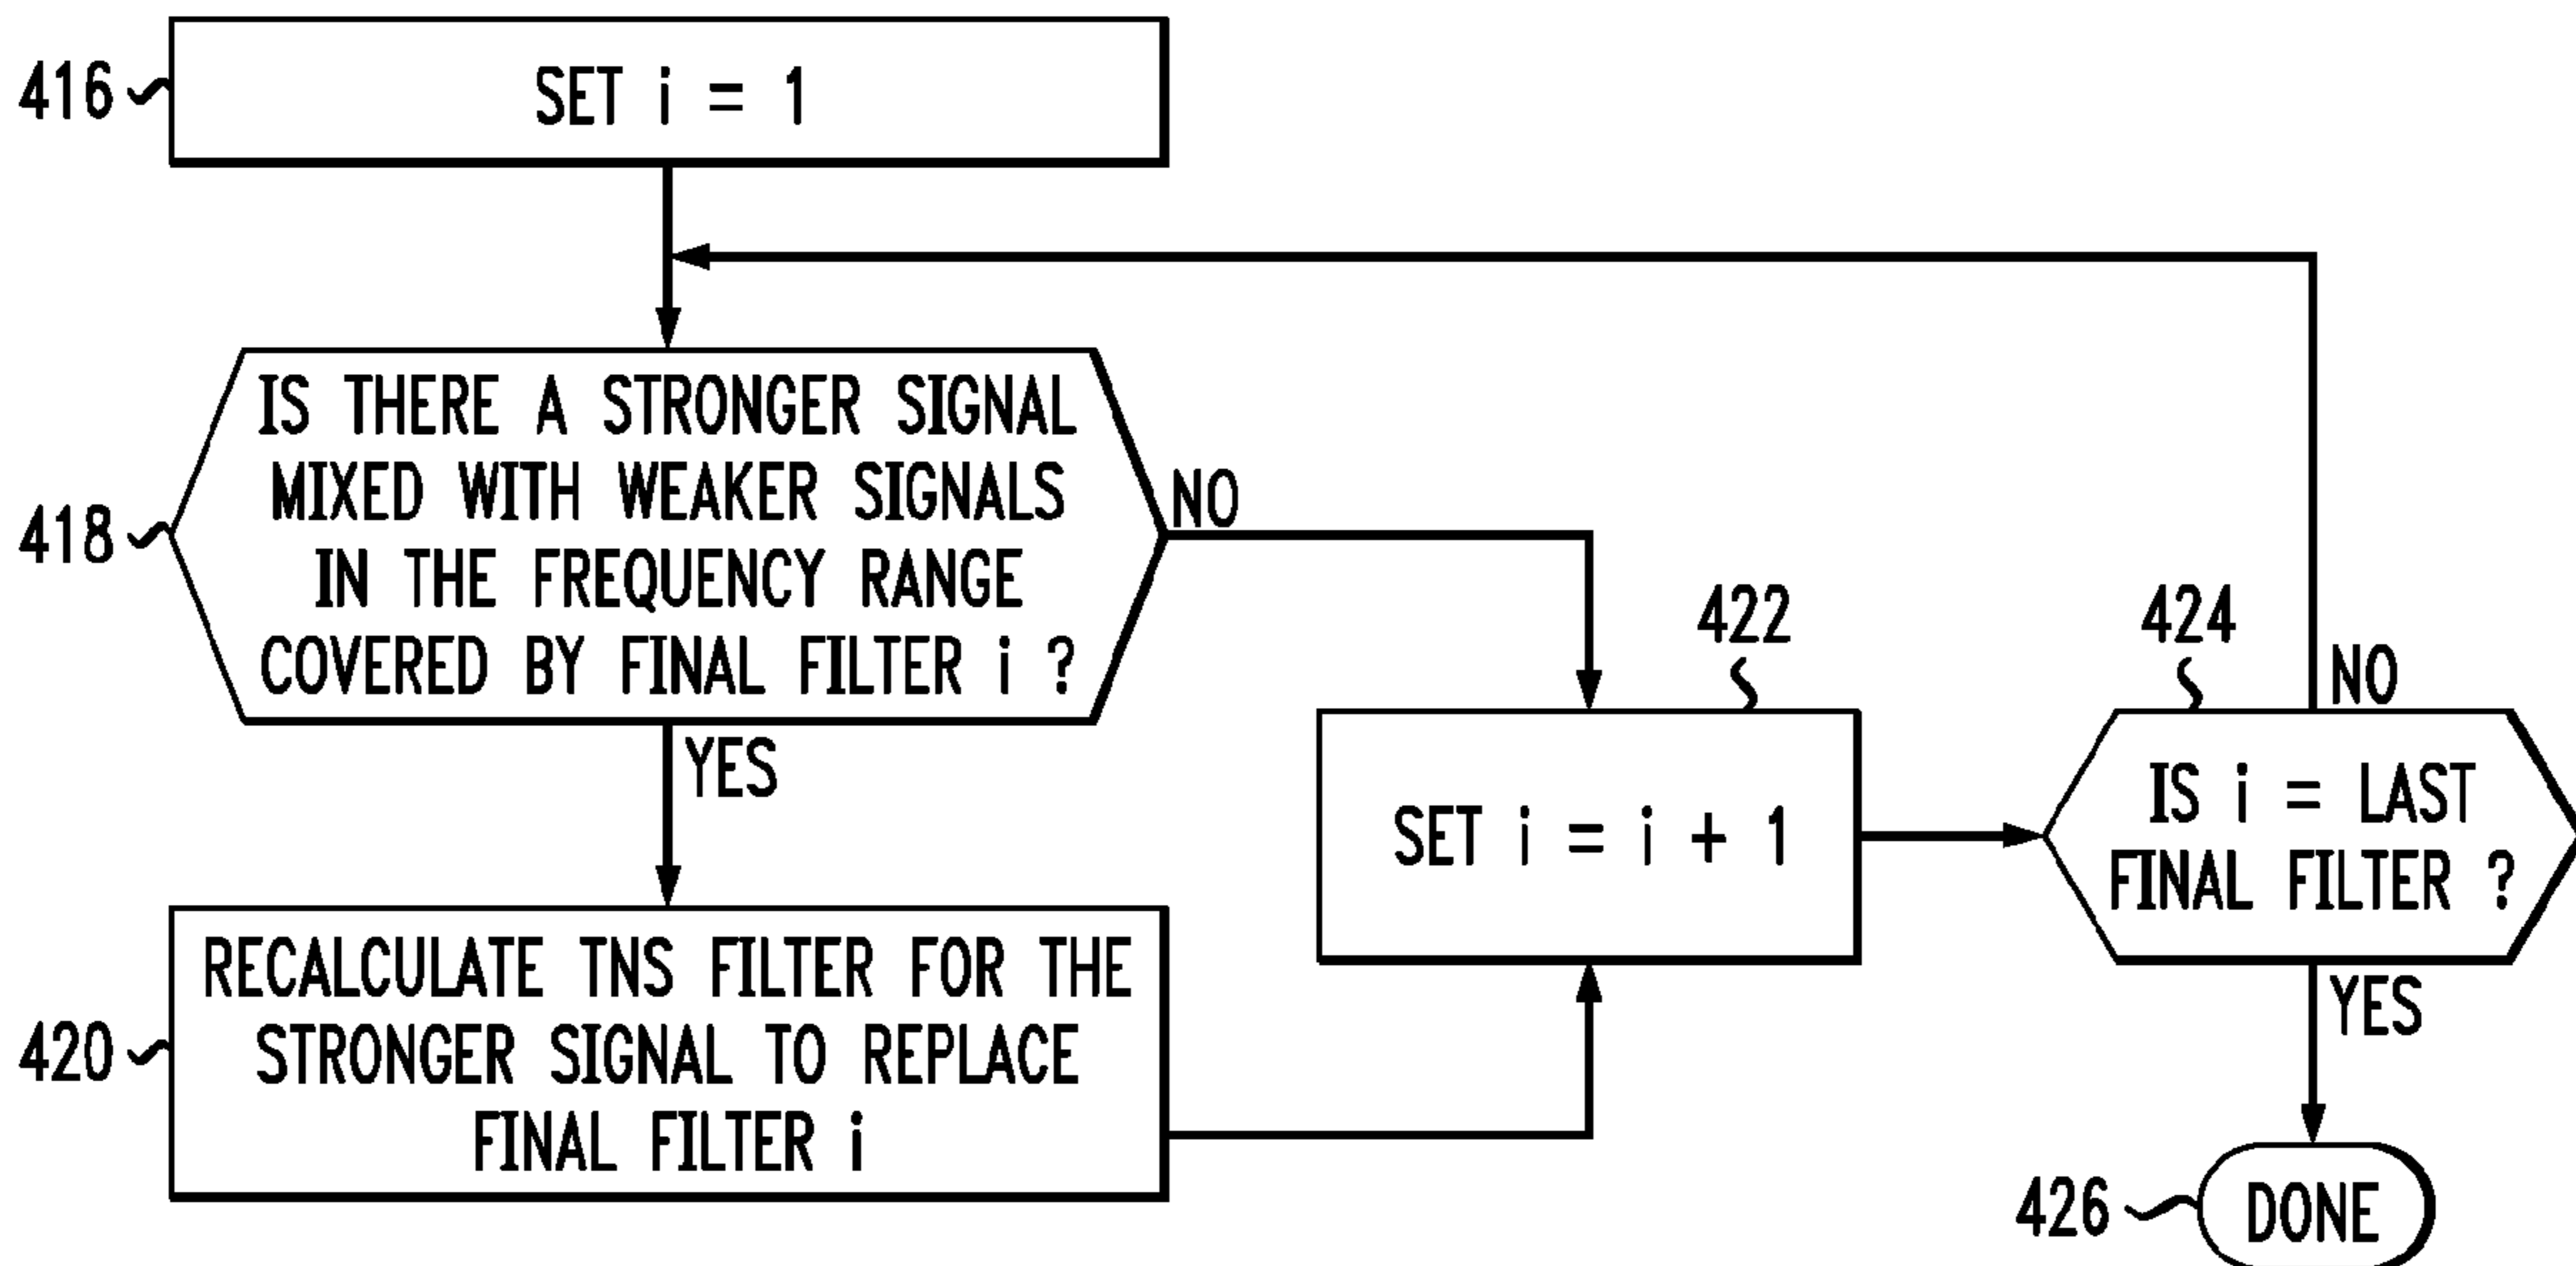 416
SET i = 1
418
IS THERE A STRONGER SIGNAL
MIXED WITH WEAKER SIGNALS
IN THE FREQUENCY RANGE
COVERED BY FINAL FILTER i ?
NO
YES
420
RECALCULATE TNS FILTER FOR THE
STRONGER SIGNAL TO REPLACE
FINAL FILTER i
422
SET i = i + 1
424
NO
IS i = LAST
FINAL FILTER ?
YES
426
DONE